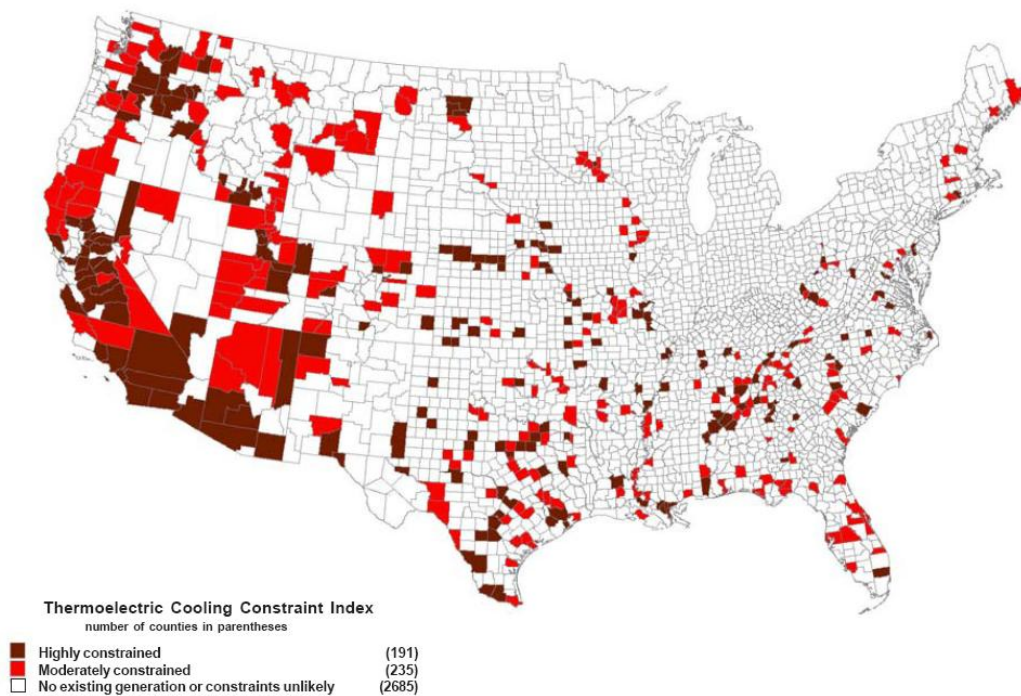 Thermoelectric Cooling Constraint Index
number of counties in parentheses
Highly constrained (191)
Moderately constrained (235)
No existing generation or constraints unlikely (2685)